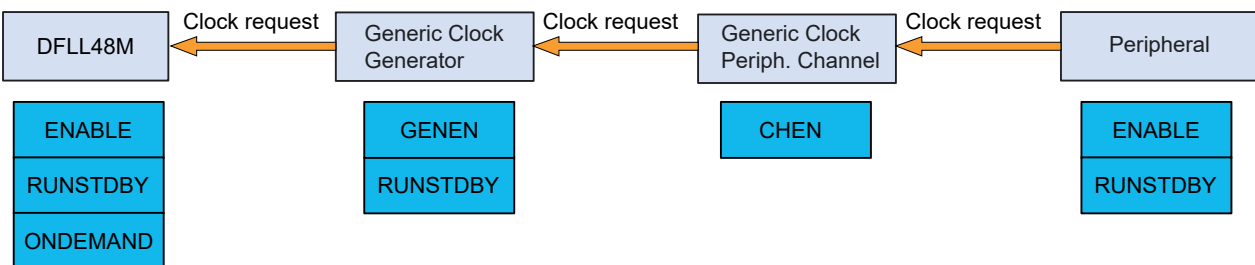 Clock request
Clock request
Clock request
DFLL48M
Generic Clock
Generator
Generic Clock
Periph. Channel
Peripheral
ENABLE
GENEN
CHEN
ENABLE
RUNSTDBY
RUNSTDBY
RUNSTDBY
ONDEMAND